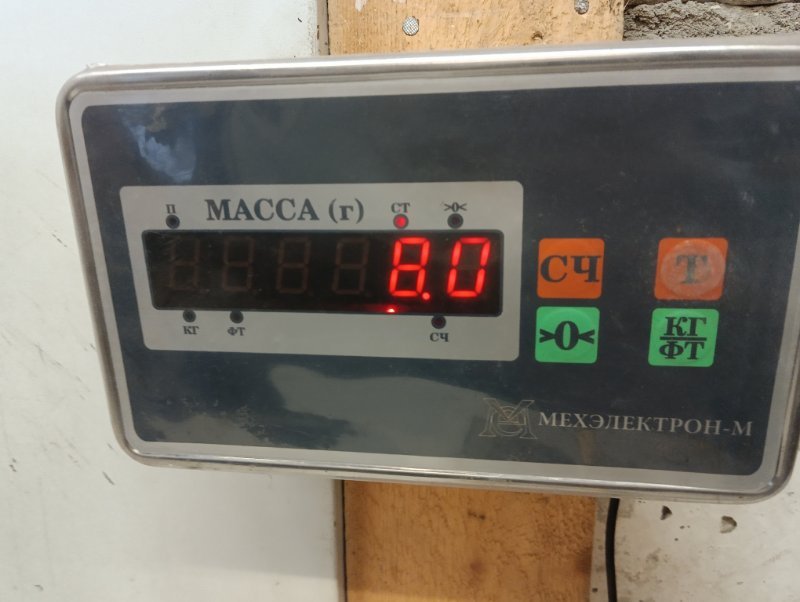 П МАССА (г) СТ >0<
8.0
КГ ФТ СЧ
СЧ Т
>0< КГ
ФТ
МЕХЭЛЕКТРОН-М